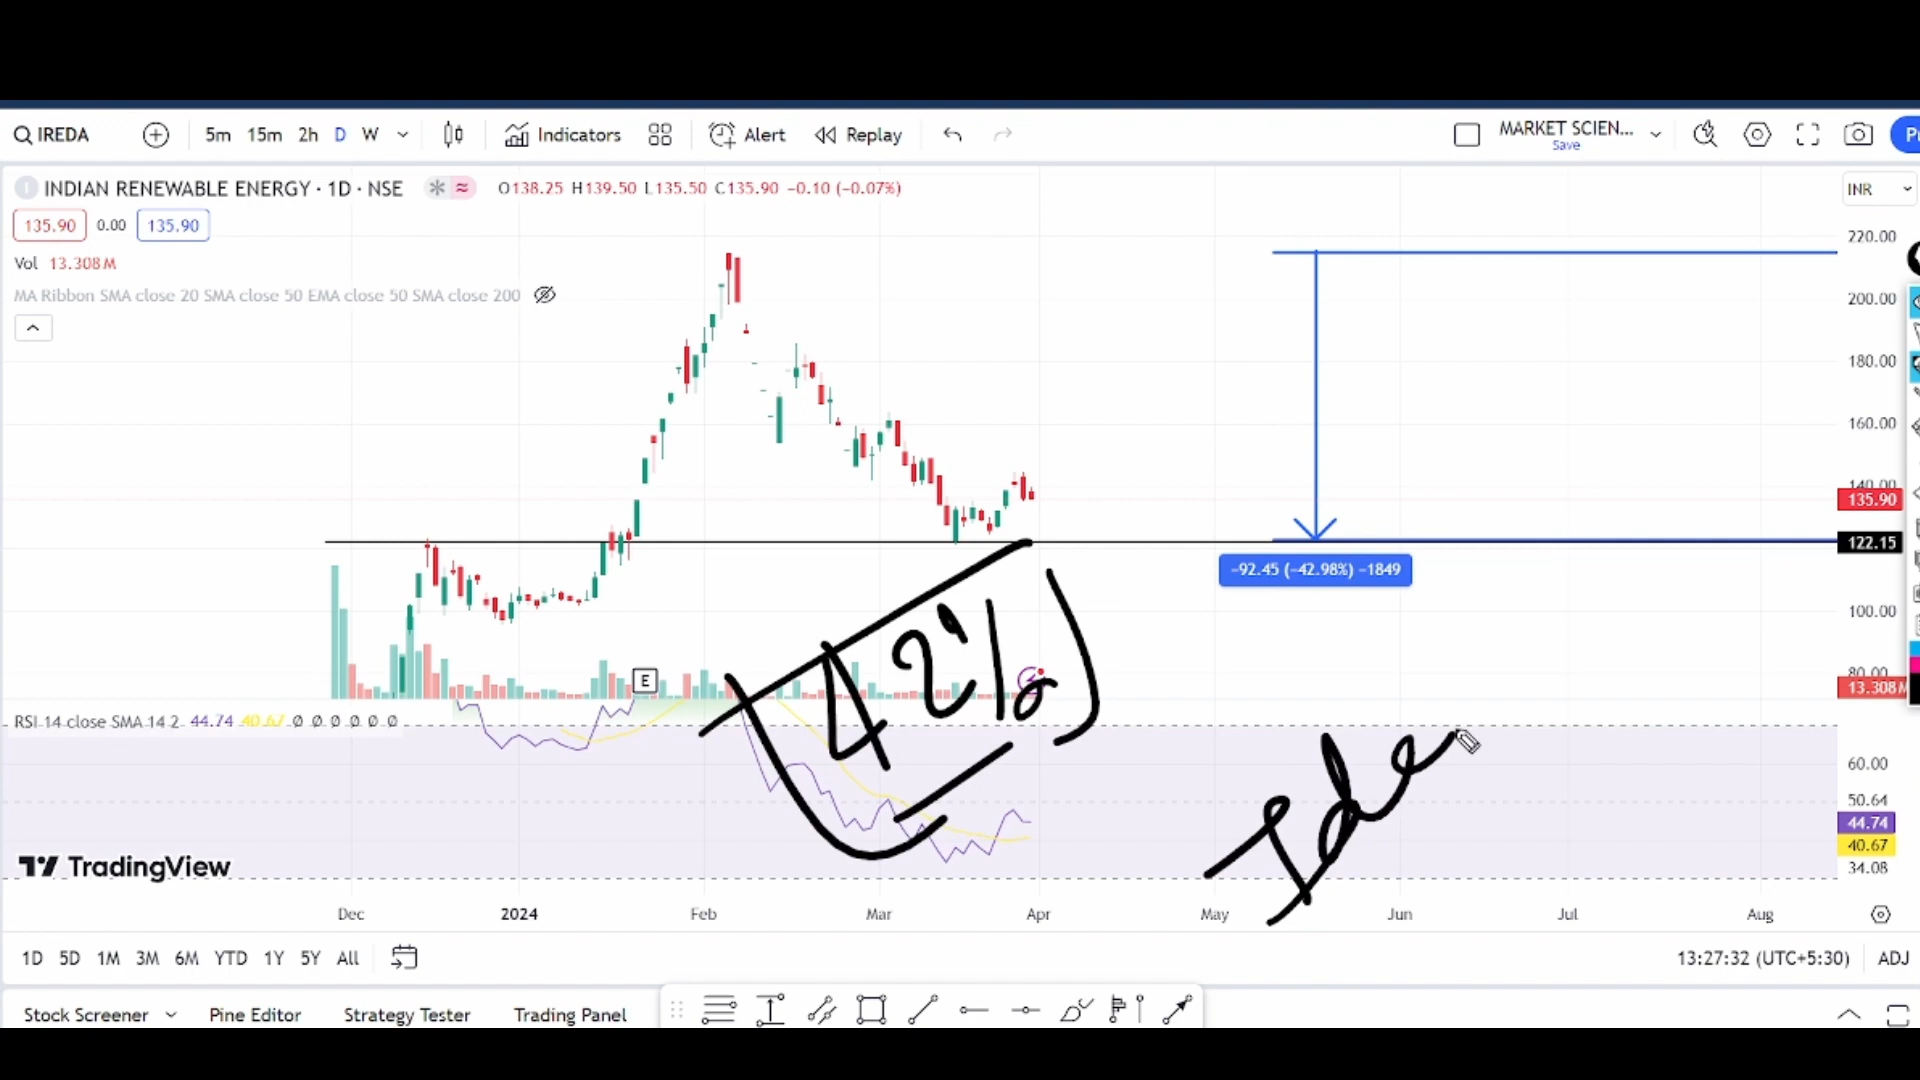 IREDA 5m 15m 2h D W Indicators Alert Replay MARKET SCIEN...
Save
INDIAN RENEWABLE ENERGY · 1D · NSE O138.25 H139.50 L135.50 C135.90 −0.10 (−0.07%) INR
135.90 0.00 135.90
Vol 13.308M
MA Ribbon SMA close 20 SMA close 50 EMA close 50 SMA close 200
220.00
200.00
180.00
160.00
140.00
135.90
122.15
−92.45 (−42.98%) −1849
100.00
80.00
13.308M
E
42%
RSI 14 close SMA 14 2 44.74 40.67 Ø Ø Ø Ø Ø Ø
60.00
50.64
44.74
40.67
34.08
Ide
TradingView
Dec 2024 Feb Mar Apr May Jun Jul Aug
1D 5D 1M 3M 6M YTD 1Y 5Y All 13:27:32 (UTC+5:30) ADJ
Stock Screener Pine Editor Strategy Tester Trading Panel